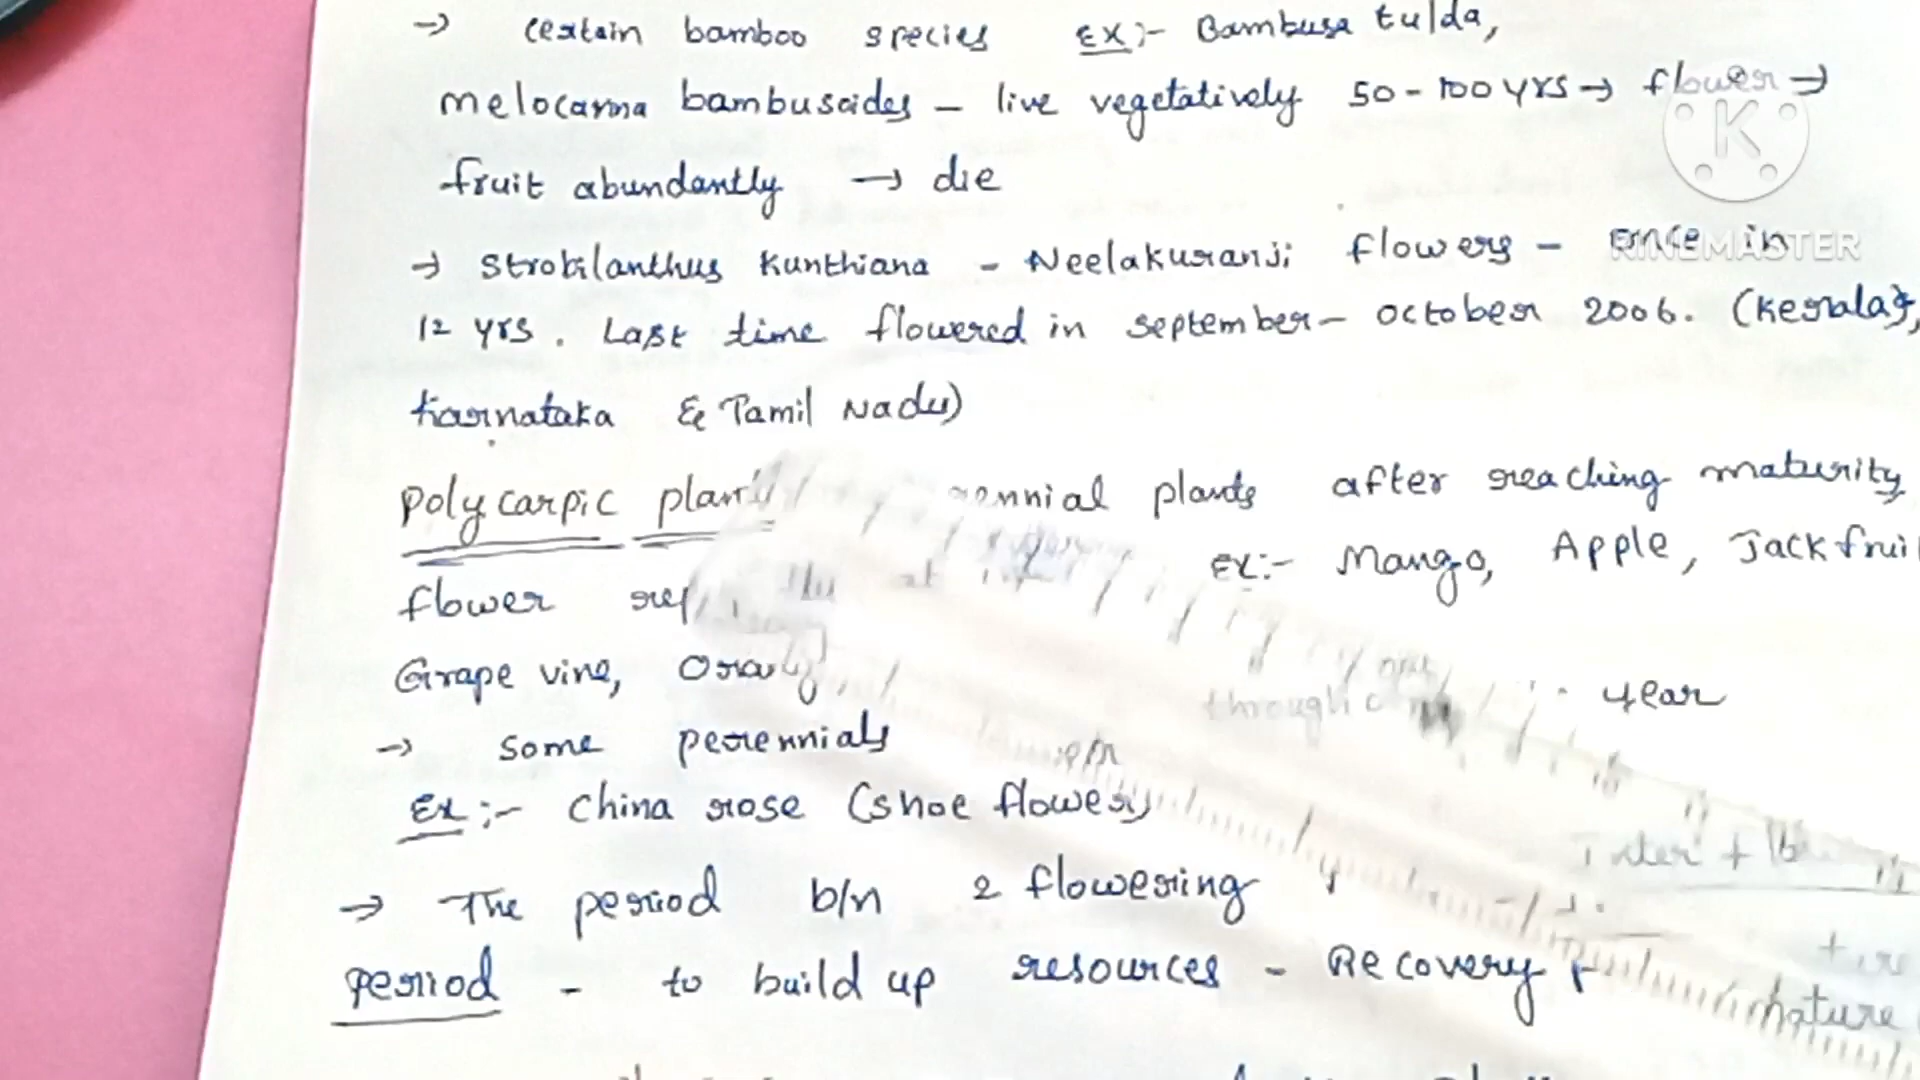 → certain bamboo species Ex:- Bambusa tulda,
melocanna bambusoides - live vegetatively 50-100 yrs → flower →
fruit abundantly → die
→ Strobilanthus Kunthiana - Neelakuranji flowers - once in
12 yrs. Last time flowered in september - october 2006. (Kerala,
Karnataka & Tamil Nadu)
Polycarpic plants plants after reaching maturity
flower Ex:- Mango, Apple, Jackfruit
Grape vine, year
→ some perennials
Ex:- China rose (shoe flower)
→ The period b/n 2 flowering
period - to build up resources - Recovery
mature
K
KINEMASTER